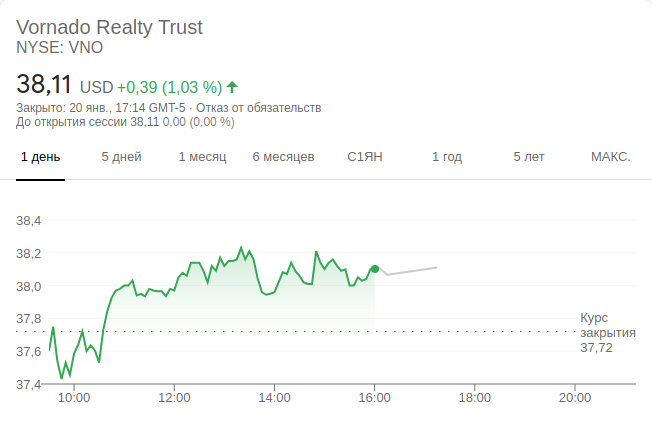 Vornado Realty Trust
NYSE: VNO
38,11 USD +0,39 (1,03 %)
Закрыто: 20 янв., 17:14 GMT-5 · Отказ от обязательств
До открытия сессии 38,11 0,00 (0,00 %)
1 день 5 дней 1 месяц 6 месяцев С1ЯН 1 год 5 лет МАКС.
38,4
38,2
38,0
37,8
37,6
37,4
Курс
закрытия
37,72
10:00 12:00 14:00 16:00 18:00 20:00